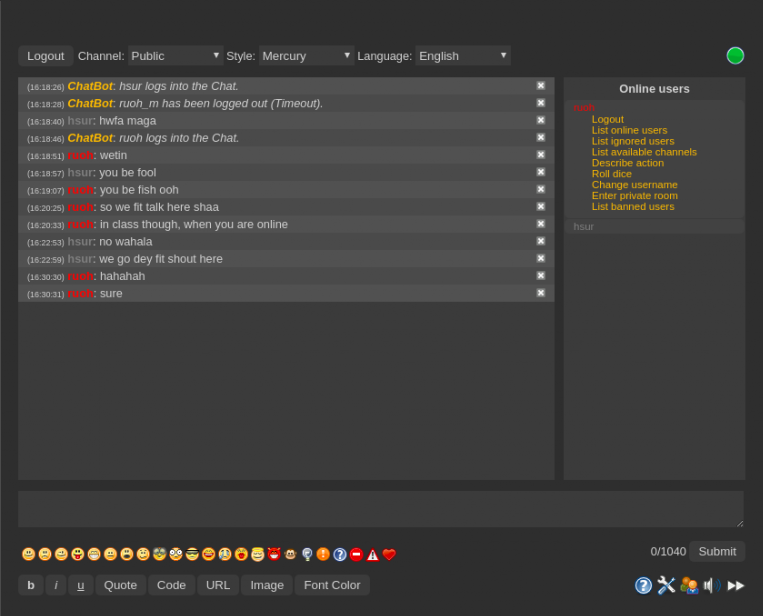 Logout Channel: Public Style: Mercury Language: English
(16:18:26) ChatBot: hsur logs into the Chat.
(16:18:28) ChatBot: ruoh_m has been logged out (Timeout).
(16:18:40) hsur: hwfa maga
(16:18:46) ChatBot: ruoh logs into the Chat.
(16:18:51) ruoh: wetin
(16:18:57) hsur: you be fool
(16:19:07) ruoh: you be fish ooh
(16:20:25) ruoh: so we fit talk here shaa
(16:20:33) ruoh: in class though, when you are online
(16:22:53) hsur: no wahala
(16:22:59) hsur: we go dey fit shout here
(16:30:30) ruoh: hahahah
(16:30:31) ruoh: sure
Online users
ruoh
Logout
List online users
List ignored users
List available channels
Describe action
Roll dice
Change username
Enter private room
List banned users
hsur
0/1040 Submit
b i u Quote Code URL Image Font Color